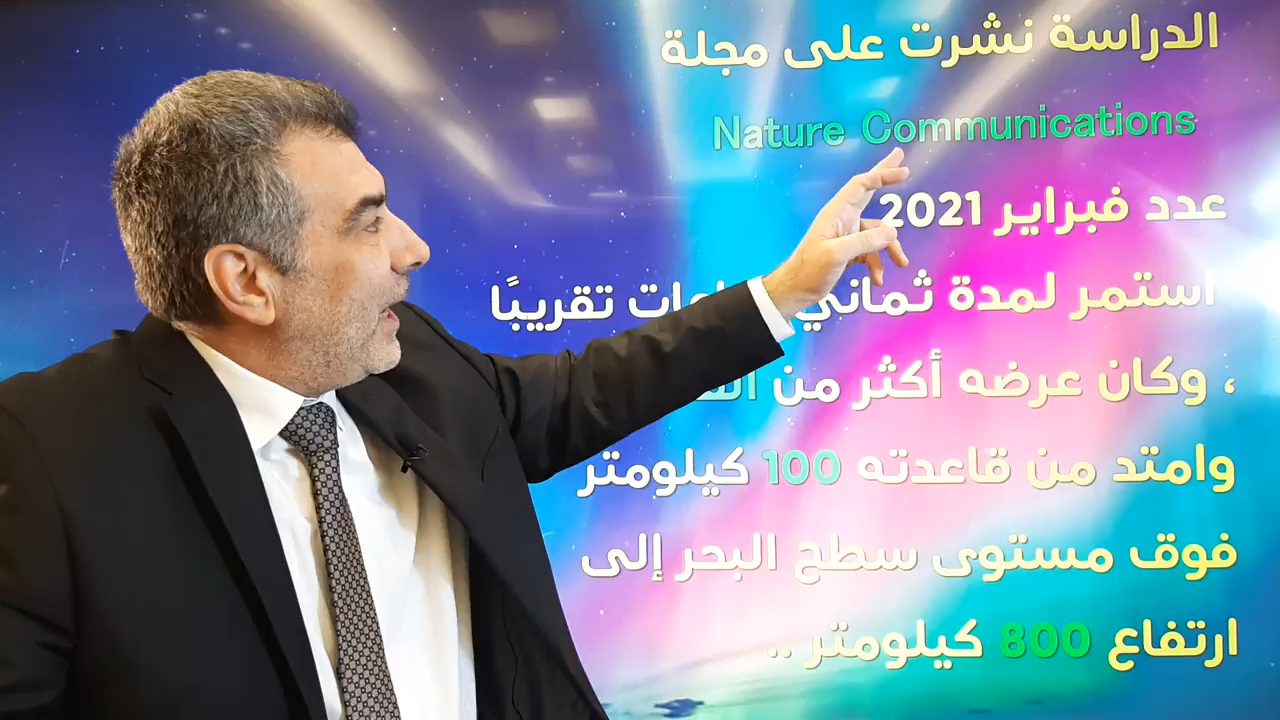 الدراسة نشرت على مجلة
Nature Communications
عدد فبراير 2021
استمر لمدة ثماني تقريبًا
، وكان عرضه أكثر من
وامتد من قاعدته 100 كيلومتر
فوق مستوى سطح البحر إلى
ارتفاع 800 كيلومتر ..